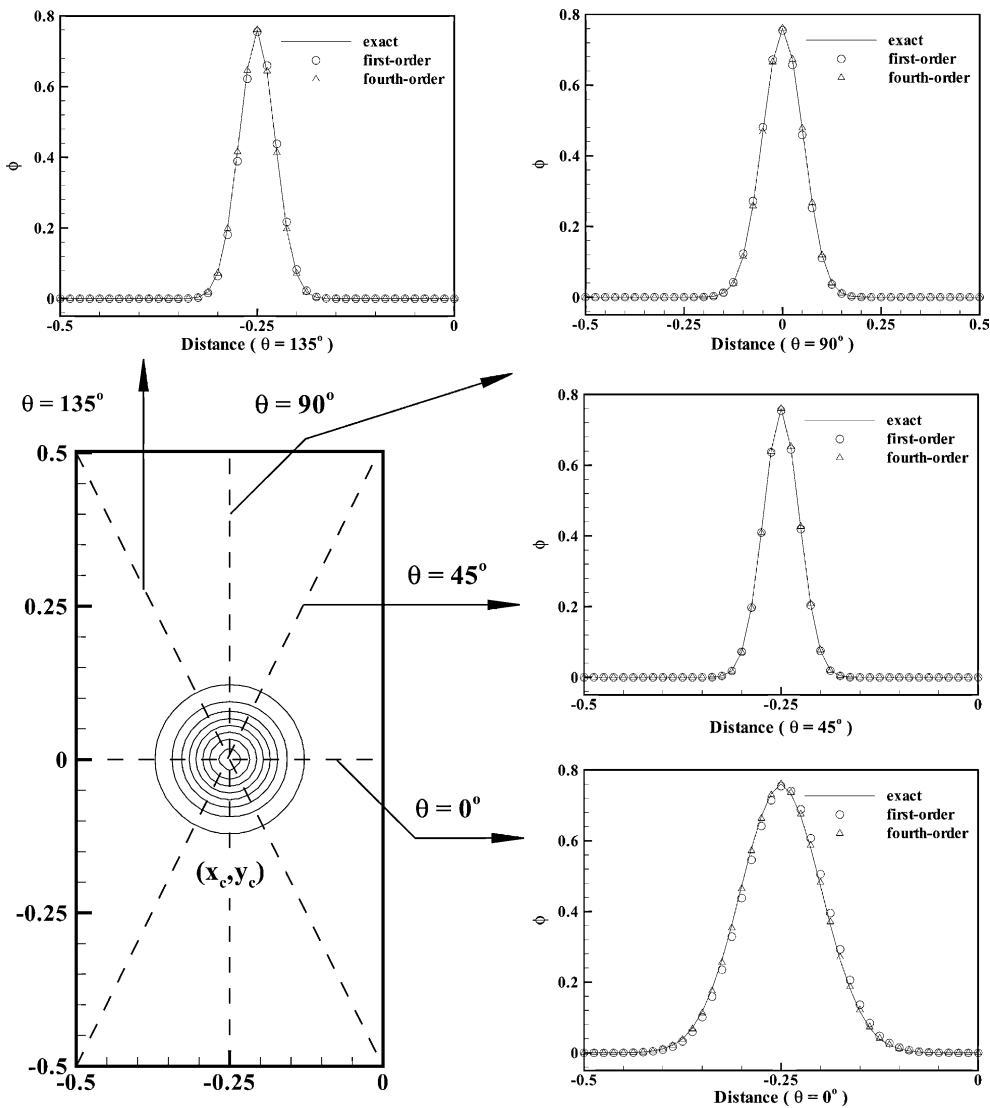 0.8
0.6
0.4
0.2
0
ϕ
exact
first-order
fourth-order
-0.5
-0.25
0
Distance ( θ = 135°)
0.8
0.6
0.4
0.2
0
ϕ
exact
first-order
fourth-order
-0.5
-0.25
0
0.25
0.5
Distance ( θ = 90°)
θ = 135°
θ = 90°
θ = 45°
θ = 0°
0.5
0.25
0
-0.25
-0.5
(x_c,y_c)
-0.5
-0.25
0
0.8
0.6
0.4
0.2
0
ϕ
exact
first-order
fourth-order
-0.5
-0.25
0
Distance ( θ = 45°)
0.8
0.6
0.4
0.2
0
ϕ
exact
first-order
fourth-order
-0.5
-0.25
0
Distance ( θ = 0°)